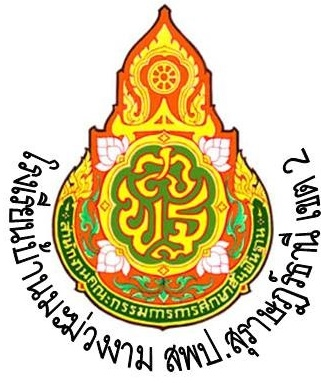 โรงเรียนบ้านมะม่วงงาม สพป.สุราษฎร์ธานี เขต 2
สำนักงานคณะกรรมการการศึกษาขั้นพื้นฐาน